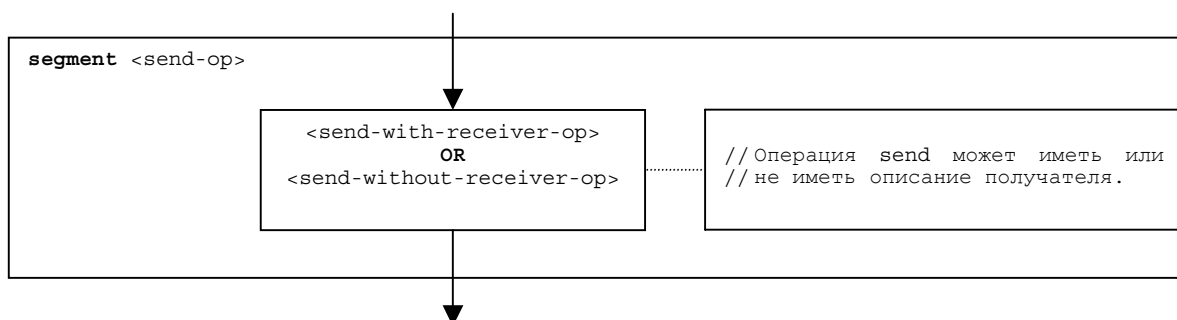 segment <send-op>
<send-with-receiver-op>
OR
<send-without-receiver-op>
// Операция send может иметь или
// не иметь описание получателя.